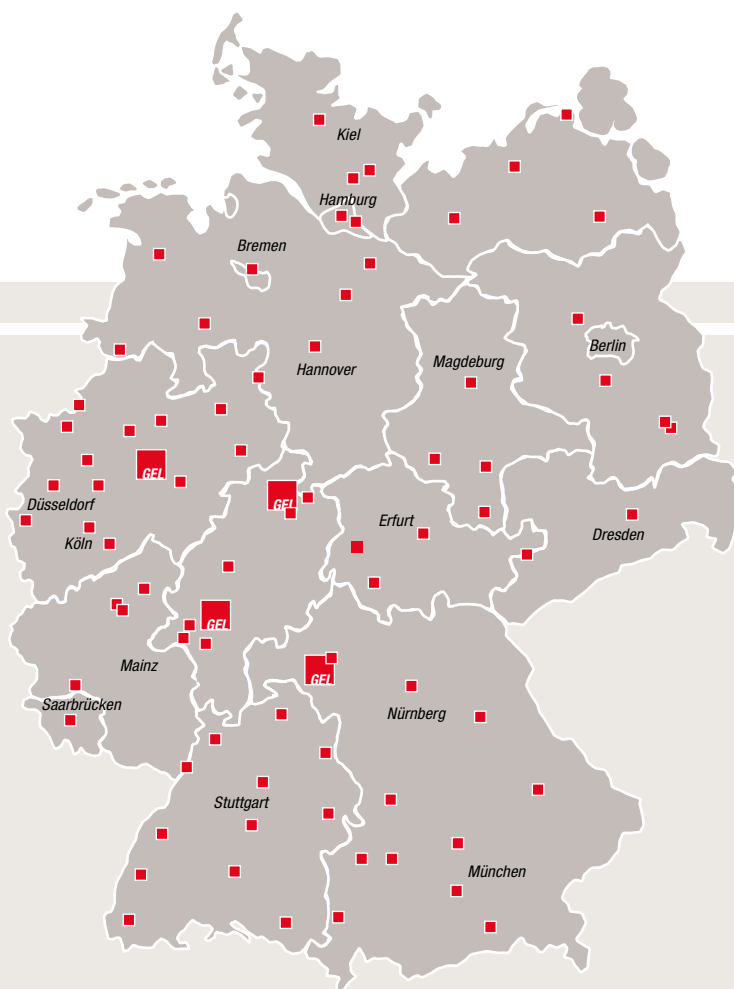 Kiel
Hamburg
Bremen
Berlin
Hannover
Magdeburg
GEL
GEL
Düsseldorf
Erfurt
Dresden
Köln
GEL
Mainz
GEL
Saarbrücken
Nürnberg
Stuttgart
München